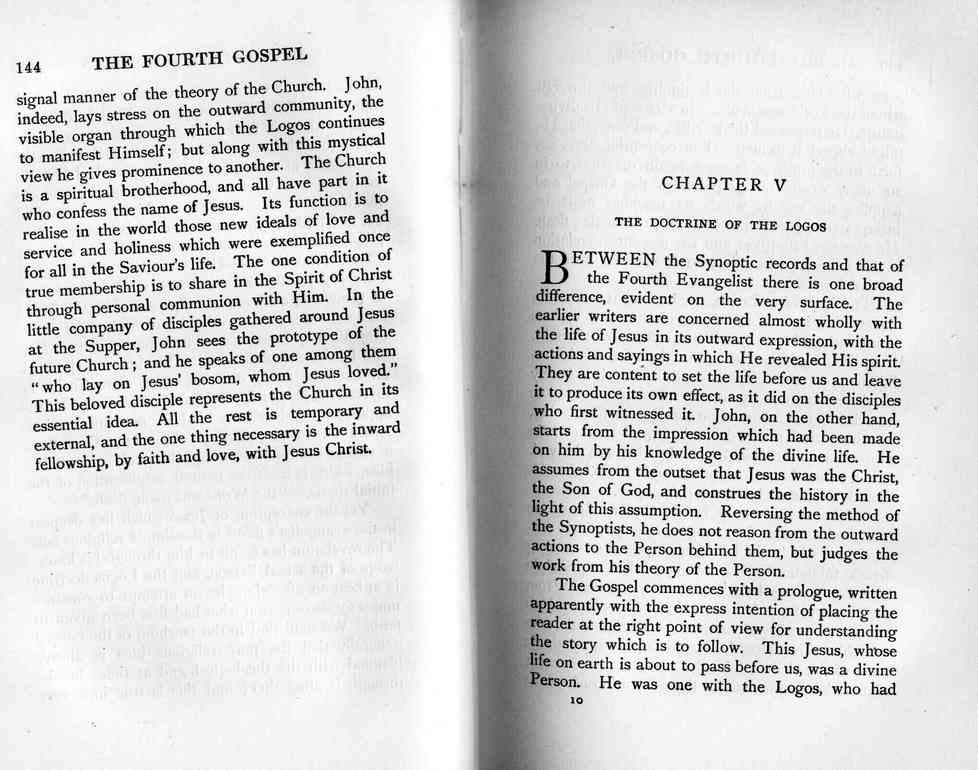 144 THE FOURTH GOSPEL
signal manner of the theory of the Church. John,
indeed, lays stress on the outward community, the
visible organ through which the Logos continues
to manifest Himself; but along with this mystical
view he gives prominence to another. The Church
is a spiritual brotherhood, and all have part in it
who confess the name of Jesus. Its function is to
realise in the world those new ideals of love and
service and holiness which were exemplified once
for all in the Saviour's life. The one condition of
true membership is to share in the Spirit of Christ
through personal communion with Him. In the
little company of disciples gathered around Jesus
at the Supper, John sees the prototype of the
future Church; and he speaks of one among them
"who lay on Jesus' bosom, whom Jesus loved."
This beloved disciple represents the Church in its
essential idea. All the rest is temporary and
external, and the one thing necessary is the inward
fellowship, by faith and love, with Jesus Christ.
CHAPTER V
THE DOCTRINE OF THE LOGOS
BETWEEN the Synoptic records and that of
the Fourth Evangelist there is one broad
difference, evident on the very surface. The
earlier writers are concerned almost wholly with
the life of Jesus in its outward expression, with the
actions and sayings in which He revealed His spirit.
They are content to set the life before us and leave
it to produce its own effect, as it did on the disciples
who first witnessed it. John, on the other hand,
starts from the impression which had been made
on him by his knowledge of the divine life. He
assumes from the outset that Jesus was the Christ,
the Son of God, and construes the history in the
light of this assumption. Reversing the method of
the Synoptists, he does not reason from the outward
actions to the Person behind them, but judges the
work from his theory of the Person.
The Gospel commences with a prologue, written
apparently with the express intention of placing the
reader at the right point of view for understanding
the story which is to follow. This Jesus, whose
life on earth is about to pass before us, was a divine
Person. He was one with the Logos, who had
10